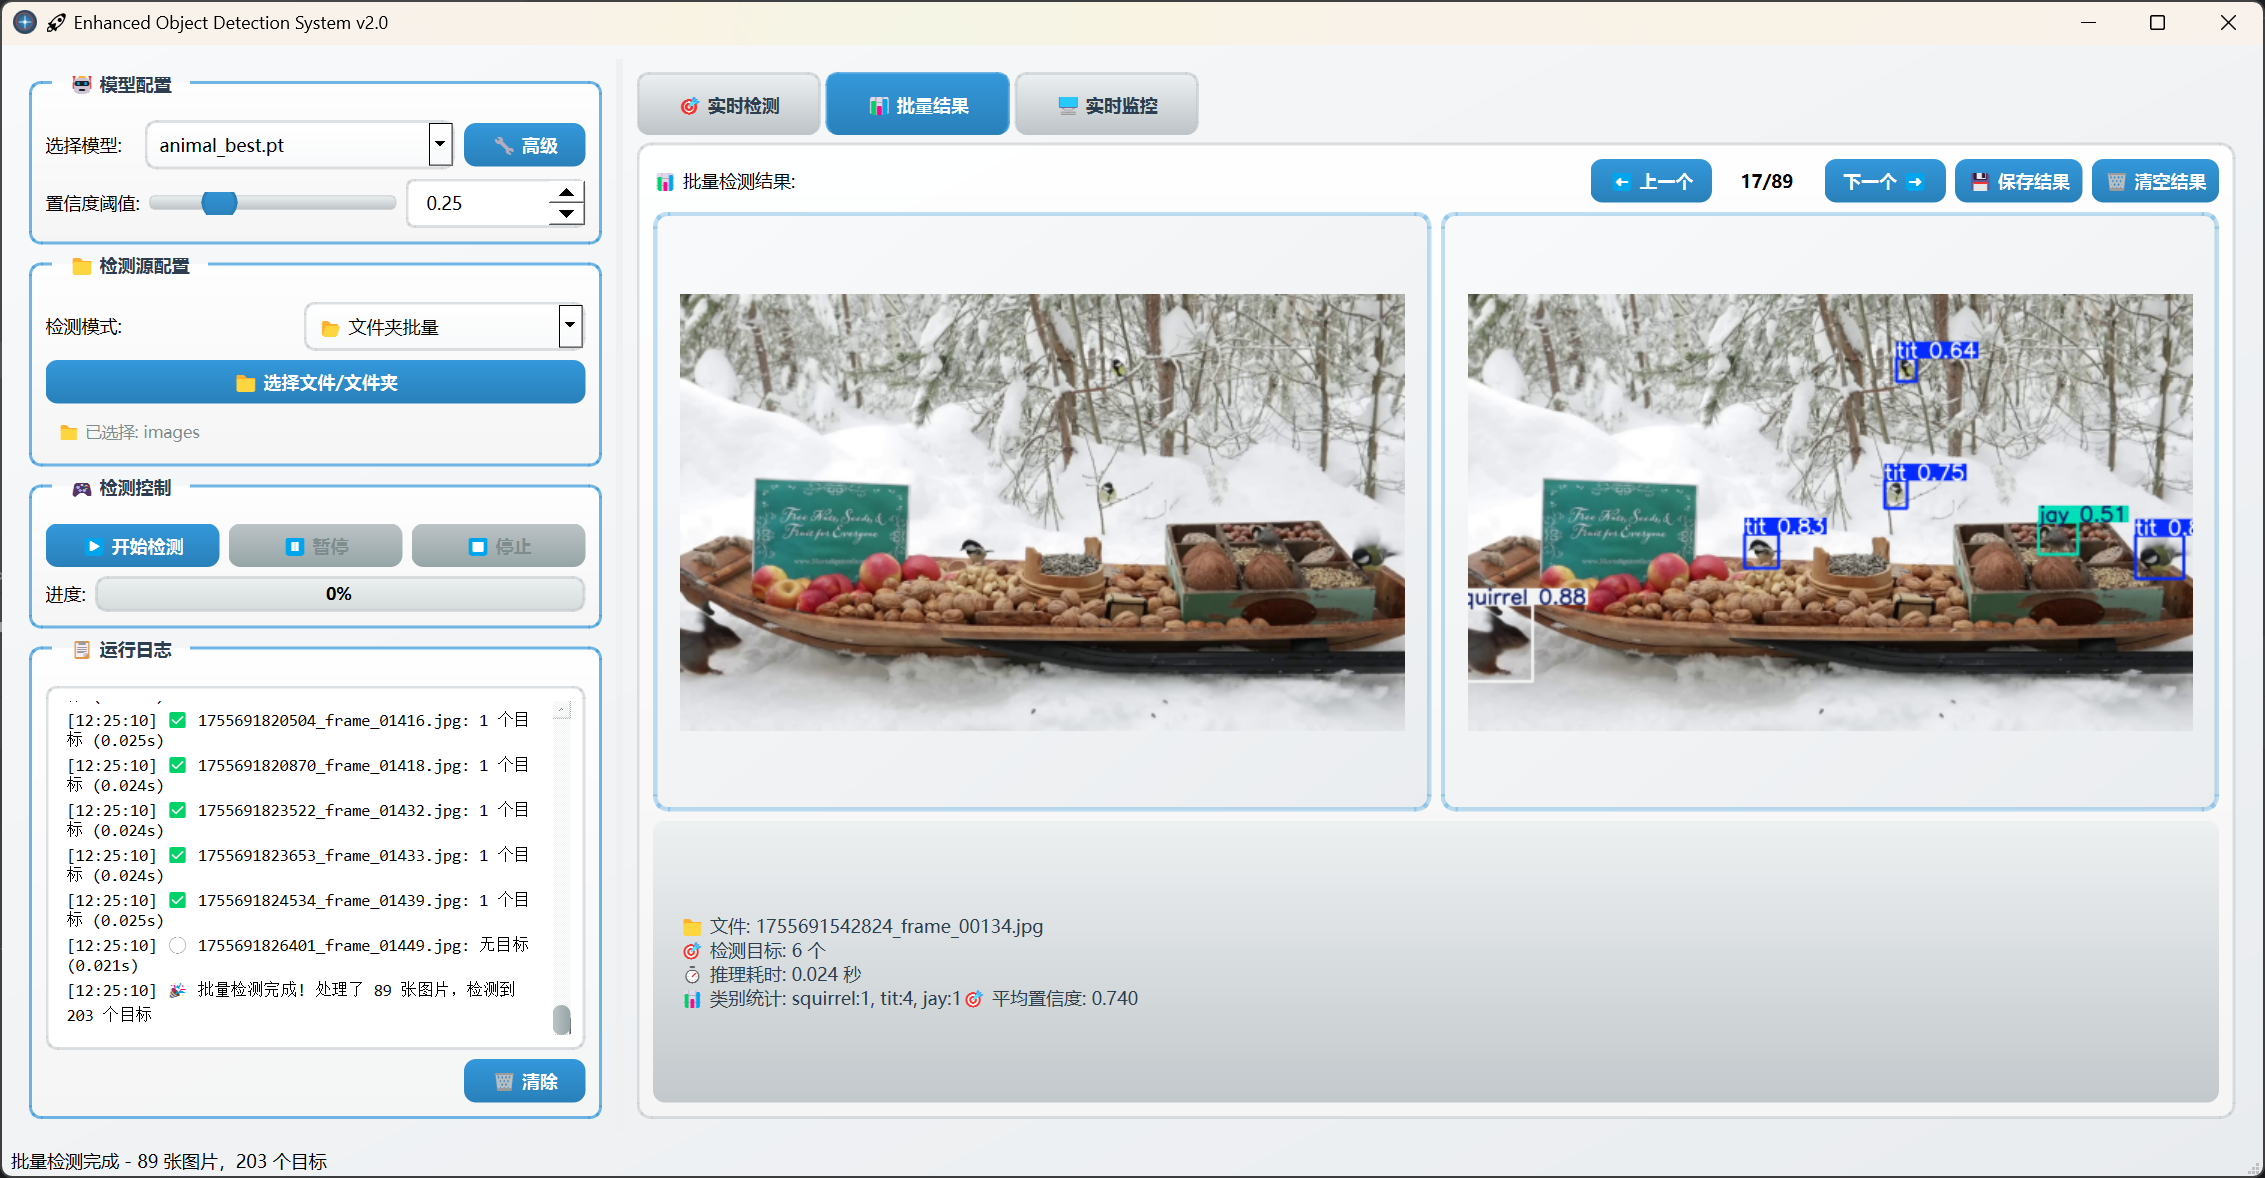 Enhanced Object Detection System v2.0
模型配置
选择模型:
animal_best.pt
高级
置信度阈值:
0.25
检测源配置
检测模式:
文件夹批量
选择文件/文件夹
已选择: images
检测控制
开始检测
暂停
停止
进度:
0%
运行日志
[12:25:10] ✅ 1755691820504_frame_01416.jpg: 1 个目
标 (0.025s)
[12:25:10] ✅ 1755691820870_frame_01418.jpg: 1 个目
标 (0.024s)
[12:25:10] ✅ 1755691823522_frame_01432.jpg: 1 个目
标 (0.024s)
[12:25:10] ✅ 1755691823653_frame_01433.jpg: 1 个目
标 (0.024s)
[12:25:10] ✅ 1755691824534_frame_01439.jpg: 1 个目
标 (0.025s)
[12:25:10] 1755691826401_frame_01449.jpg: 无目标
(0.021s)
[12:25:10] 🎉 批量检测完成! 处理了 89 张图片，检测到
203 个目标
清除
批量检测完成 - 89 张图片，203 个目标
实时检测
批量结果
实时监控
批量检测结果:
上一个
17/89
下一个
保存结果
清空结果
Free Nuts, Seeds, &
Fruit for Everyone
tit 0.64
tit 0.75
tit 0.83
jay 0.51
tit 0.8
quirrel 0.88
Free Nuts, Seeds, &
Fruit for Everyone
文件: 1755691542824_frame_00134.jpg
检测目标: 6 个
推理耗时: 0.024 秒
类别统计: squirrel:1, tit:4, jay:1 🎯 平均置信度: 0.740